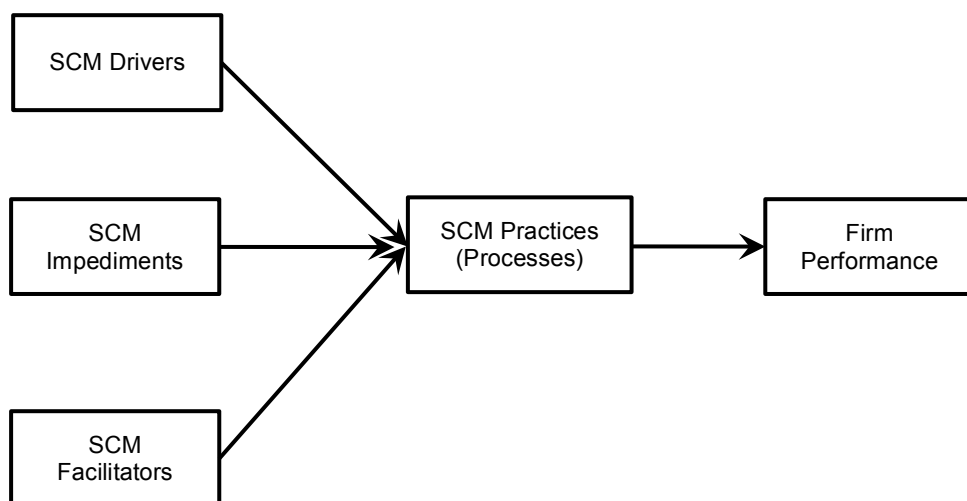 SCM Drivers
SCM
Impediments
SCM Practices
(Processes)
Firm
Performance
SCM
Facilitators